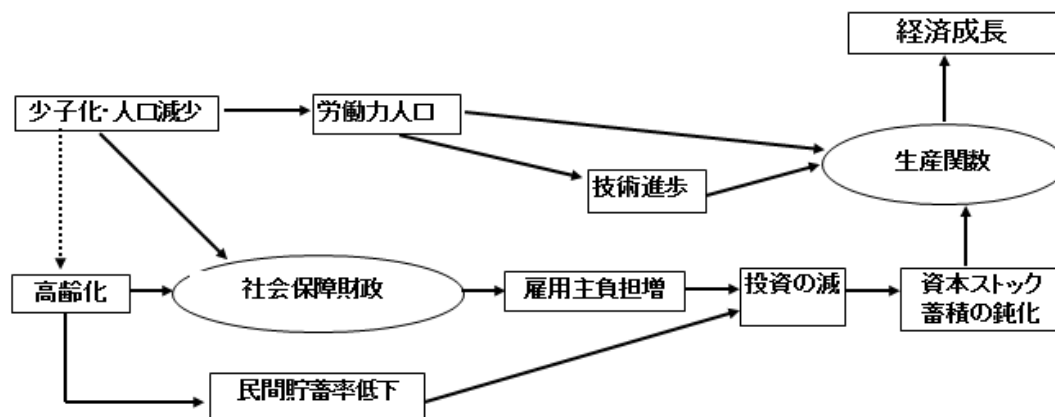 経済成長
少子化・人口減少
労働力人口
生産関数
技術進歩
高齢化
社会保障財政
雇用主負担増
投資の減
資本ストック
蓄積の鈍化
民間貯蓄率低下